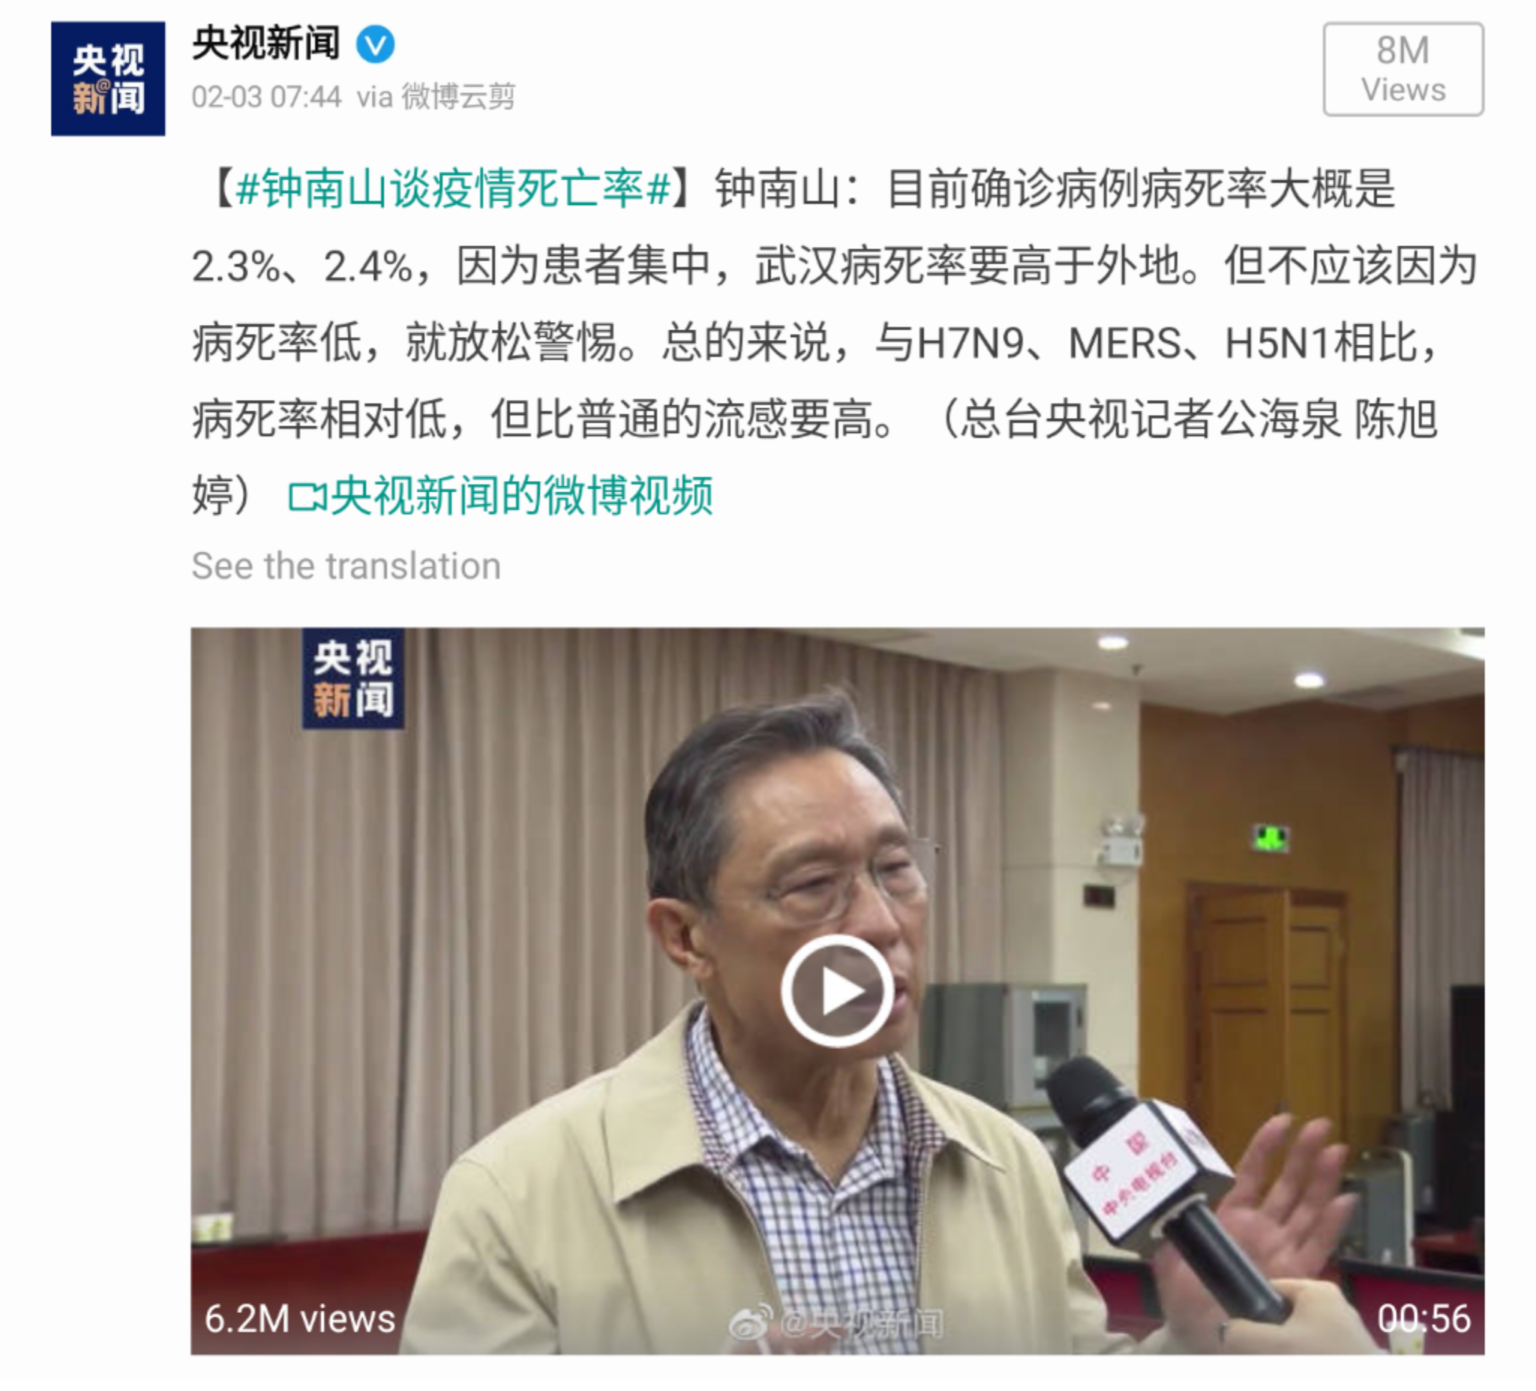 央视
新@闻
央视新闻
02-03 07:44 via 微博云剪
8M
Views
【#钟南山谈疫情死亡率#】钟南山：目前确诊病例病死率大概是
2.3%、2.4%，因为患者集中，武汉病死率要高于外地。但不应该因为
病死率低，就放松警惕。总的来说，与H7N9、MERS、H5N1相比，
病死率相对低，但比普通的流感要高。（总台央视记者公海泉 陈旭
婷） 央视新闻的微博视频
See the translation
央视
新闻
中国
中央电视台
6.2M views
@央视新闻
00:56